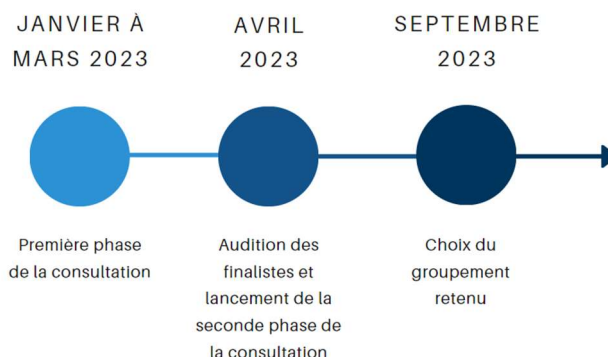 JANVIER À
MARS 2023
AVRIL
2023
SEPTEMBRE
2023
Première phase
de la consultation
Audition des
finalistes et
lancement de la
seconde phase de
la consultation
Choix du
groupement
retenu